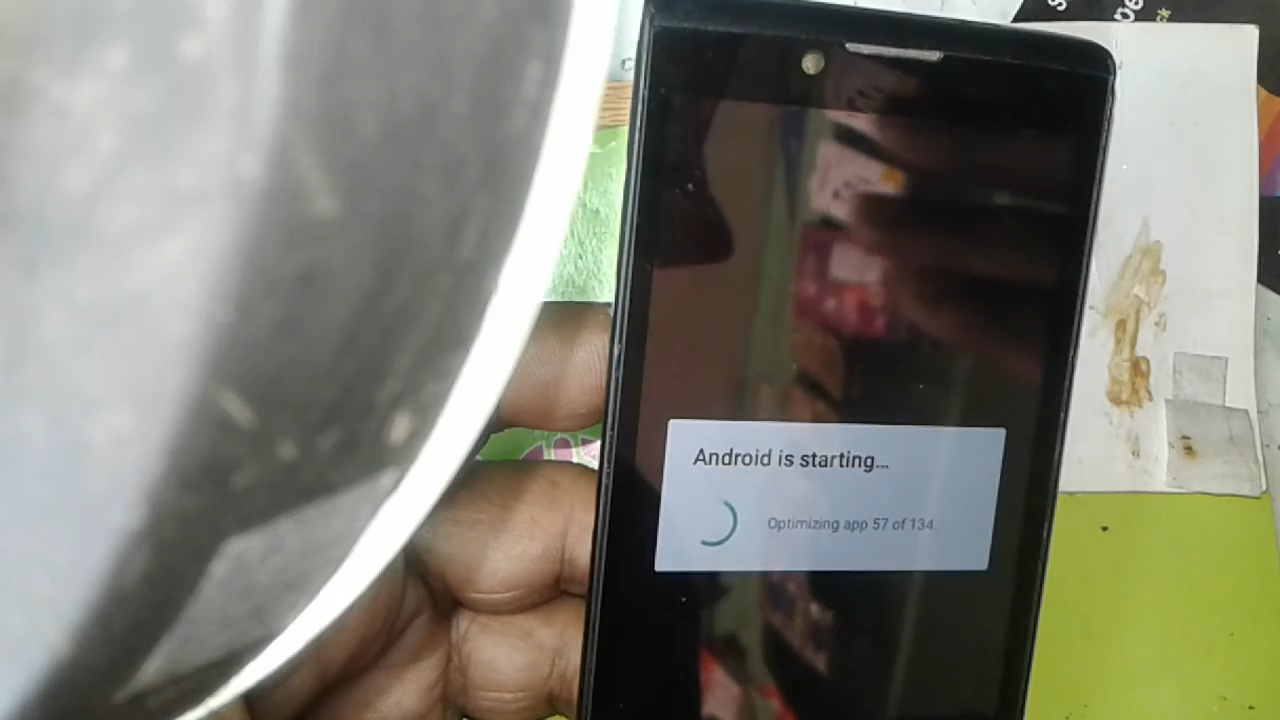 Android is starting...
Optimizing app 57 of 134.